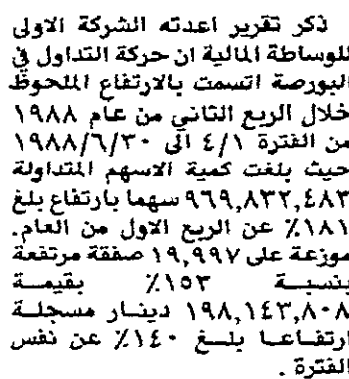 ذكر تقرير اعدته الشركة الاولى
للوساطة المالية ان حركة التداول في
البورصة اتسمت بالارتفاع الملحوظ
خلال الربع الثاني من عام ١٩٨٨
من الفترة ٤/١ الى ١٩٨٨/٦/٣٠
حيث بلغت كمية الاسهم المتداولة
٩٦٩,٨٣٢,٤٨٣ سهما بارتفاع بلغ
١٨١٪ عن الربع الاول من العام.
موزعة على ١٩,٩٩٧ صفقة مرتفعة
بنسبة ١٥٣٪ بقيمة
١٩٨,١٤٣,٨٠٨ دينار مسجلة
ارتفاعا بلغ ١٤٠٪ عن نفس
الفترة .